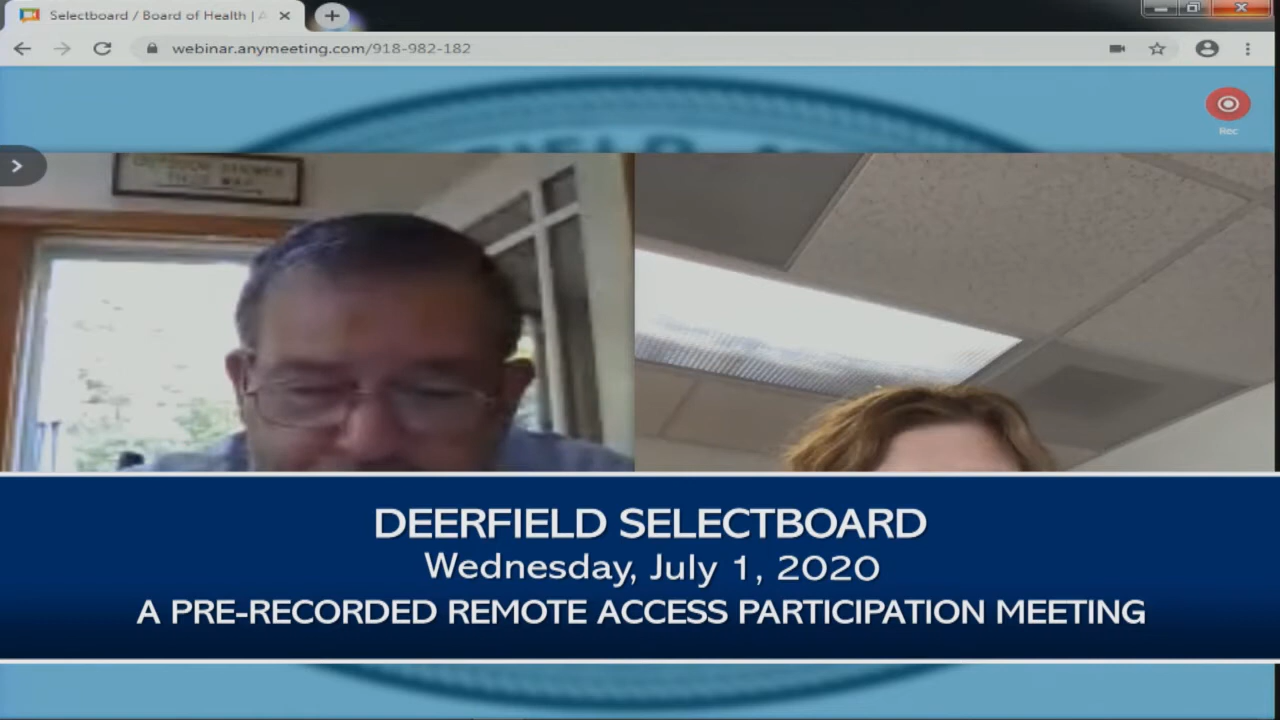 Selectboard / Board of Health | A
webinar.anymeeting.com/918-982-182
Rec
DEERFIELD SELECTBOARD
Wednesday, July 1, 2020
A PRE-RECORDED REMOTE ACCESS PARTICIPATION MEETING